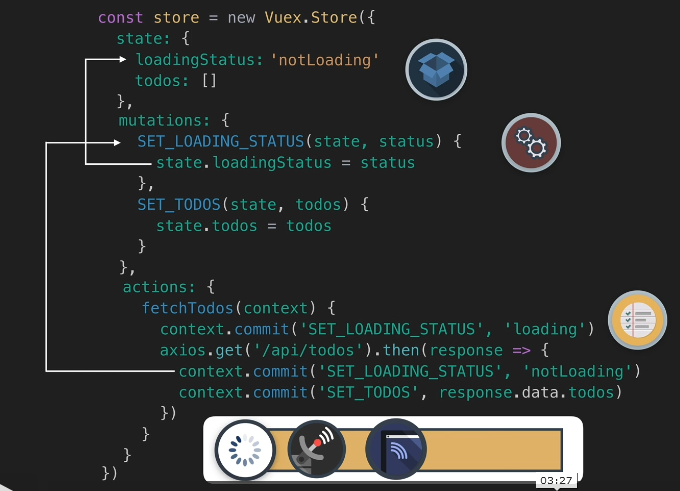 const store = new Vuex.Store({
state: {
loadingStatus: 'notLoading'
todos: []
},
mutations: {
SET_LOADING_STATUS(state, status) {
state.loadingStatus = status
},
SET_TODOS(state, todos) {
state.todos = todos
}
},
actions: {
fetchTodos(context) {
context.commit('SET_LOADING_STATUS', 'loading')
axios.get('/api/todos').then(response => {
context.commit('SET_LOADING_STATUS', 'notLoading')
context.commit('SET_TODOS', response.data.todos)
})
}
}
})
03:27